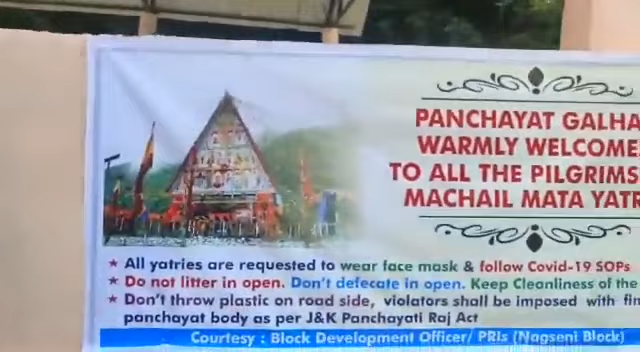 PANCHAYAT GALHA
WARMLY WELCOME
TO ALL THE PILGRIMS
MACHAIL MATA YATR
★ All yatries are requested to wear face mask & follow Covid-19 SOPs
★ Do not litter in open. Don't defecate in open. Keep Cleanliness of the
★ Don't throw plastic on road side, violators shall be imposed with fin
panchayat body as per J&K Panchayati Raj Act
Courtesy : Block Development Officer/ PRIs (Nagseni Block)